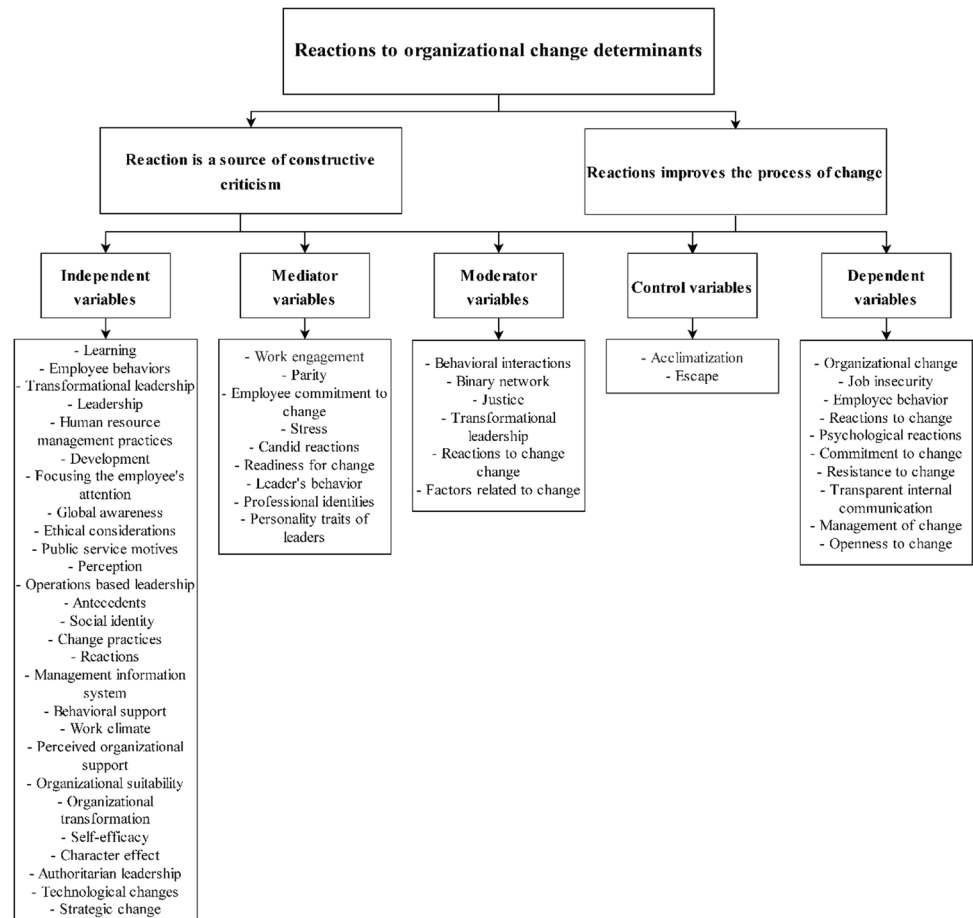 Reactions to organizational change determinants
Reaction is a source of constructive
criticism
Reactions improves the process of change
Independent
variables
Mediator
variables
Moderator
variables
Control variables
Dependent
variables
- Learning
- Employee behaviors
- Transformational leadership
- Leadership
- Human resource
management practices
- Development
- Focusing the employee's
attention
- Global awareness
- Ethical considerations
- Public service motives
- Perception
- Operations based leadership
- Antecedents
- Social identity
- Change practices
- Reactions
- Management information
system
- Behavioral support
- Work climate
- Perceived organizational
support
- Organizational suitability
- Organizational
transformation
- Self-efficacy
- Character effect
- Authoritarian leadership
- Technological changes
- Strategic change
- Work engagement
- Parity
- Employee commitment to
change
- Stress
- Candid reactions
- Readiness for change
- Leader's behavior
- Professional identities
- Personality traits of
leaders
- Behavioral interactions
- Binary network
- Justice
- Transformational
leadership
- Reactions to change
change
- Factors related to change
- Acclimatization
- Escape
- Organizational change
- Job insecurity
- Employee behavior
- Reactions to change
- Psychological reactions
- Commitment to change
- Resistance to change
- Transparent internal
communication
- Management of change
- Openness to change